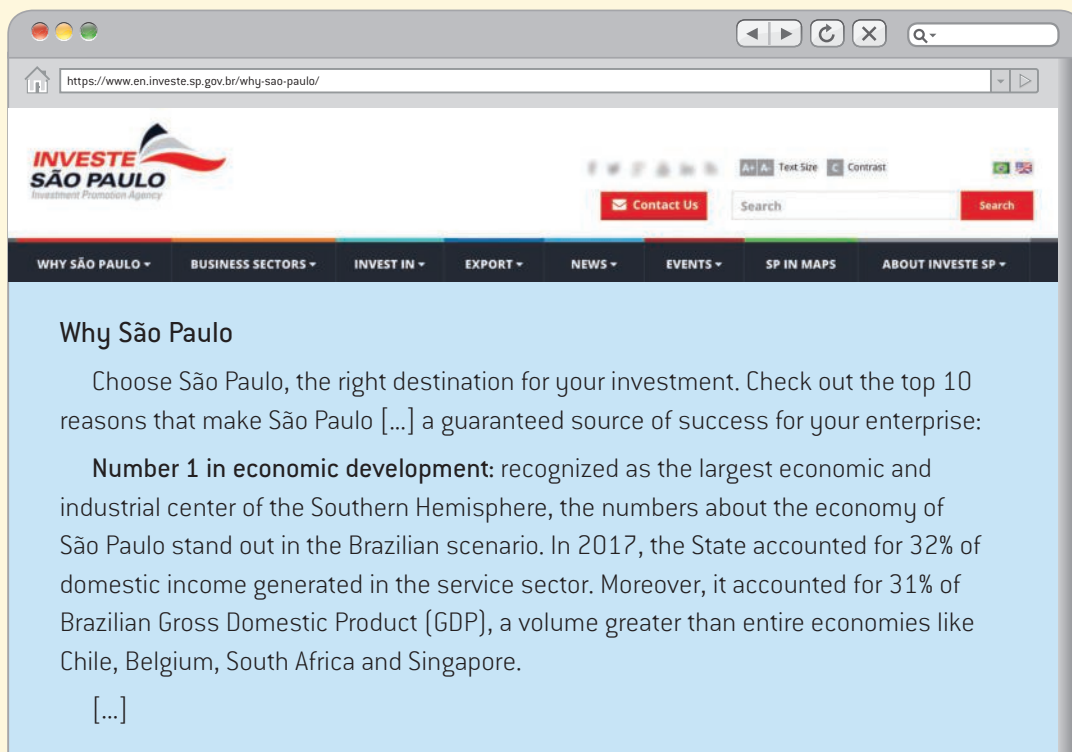 https://www.en.investe.sp.gov.br/why-sao-paulo/
INVESTE
SÃO PAULO
Investment Promotion Agency
A+ A- Text Size C Contrast
Contact Us
Search
Search
WHY SÃO PAULO BUSINESS SECTORS INVEST IN EXPORT NEWS EVENTS SP IN MAPS ABOUT INVESTE SP
Why São Paulo
Choose São Paulo, the right destination for your investment. Check out the top 10
reasons that make São Paulo [...] a guaranteed source of success for your enterprise:
Number 1 in economic development: recognized as the largest economic and
industrial center of the Southern Hemisphere, the numbers about the economy of
São Paulo stand out in the Brazilian scenario. In 2017, the State accounted for 32% of
domestic income generated in the service sector. Moreover, it accounted for 31% of
Brazilian Gross Domestic Product (GDP), a volume greater than entire economies like
Chile, Belgium, South Africa and Singapore.
[...]